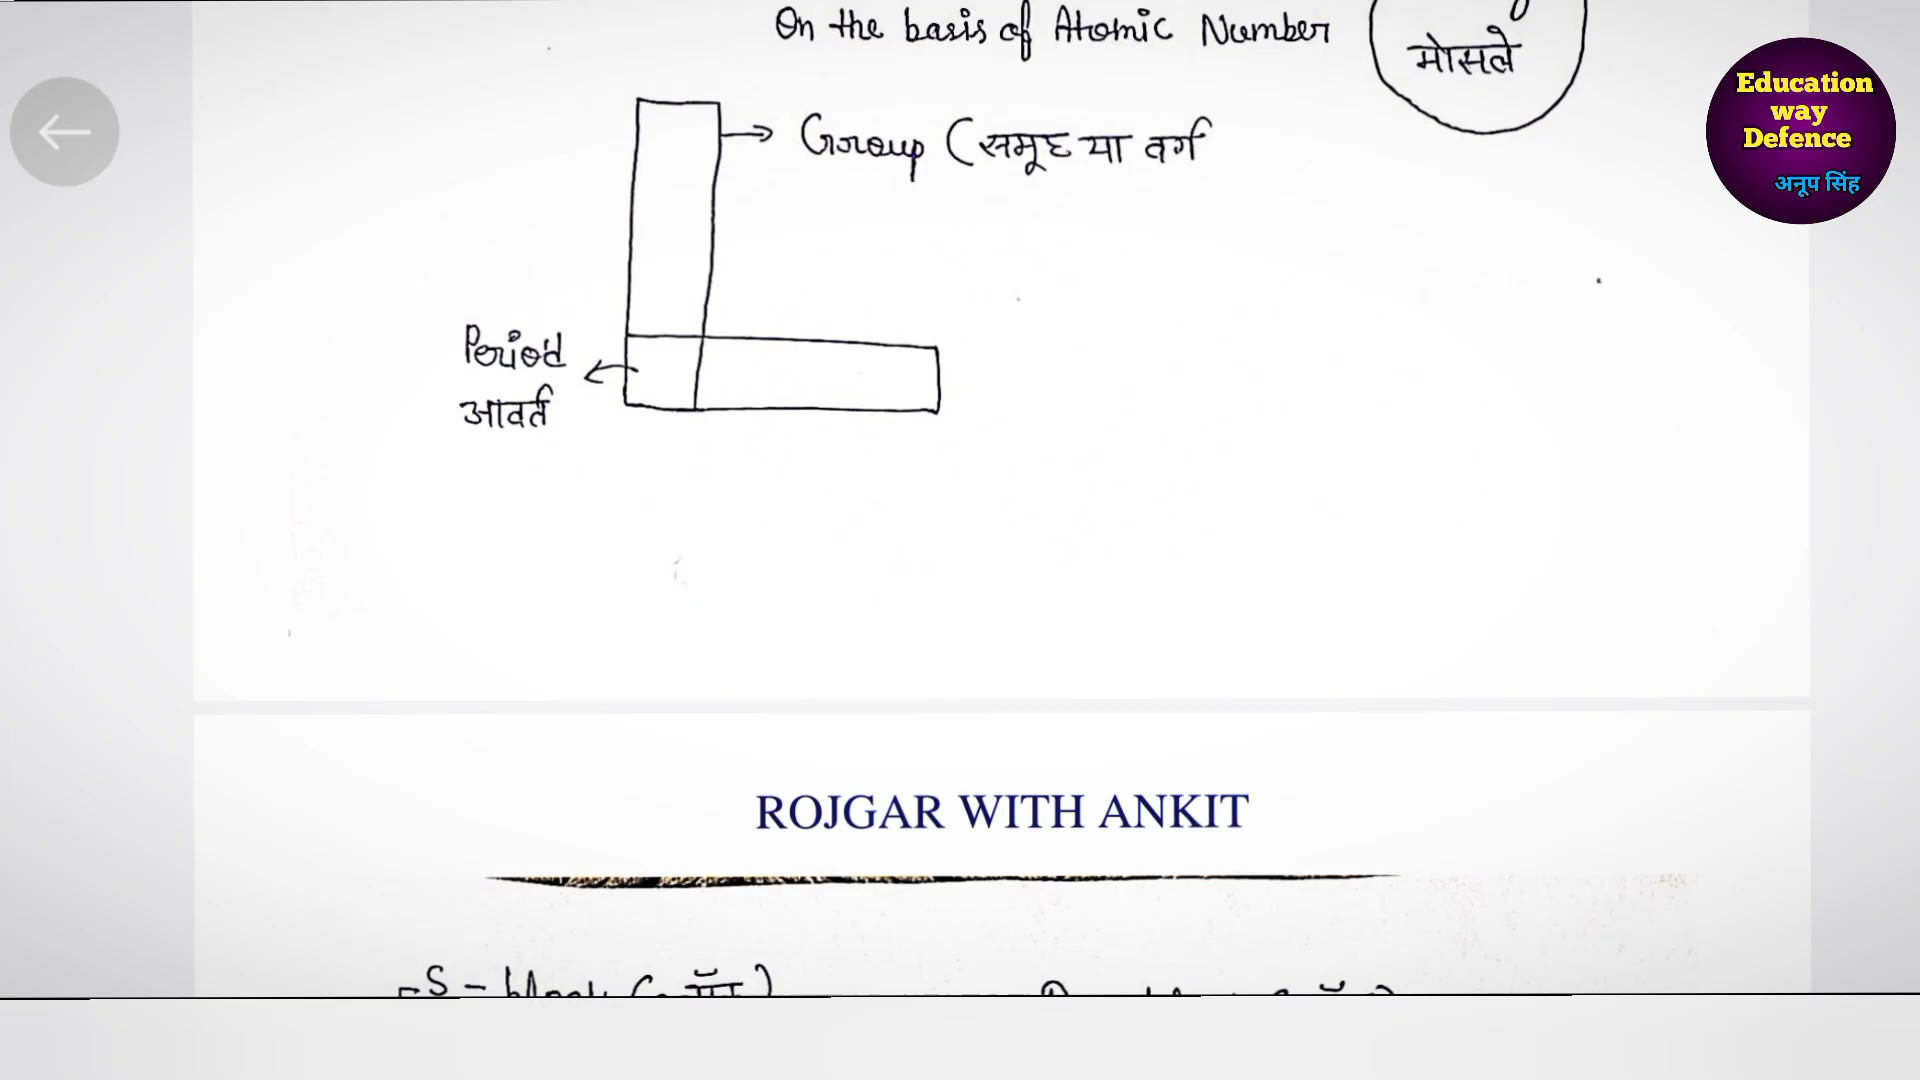 On the basis of Atomic Number
मोसले
Education
way
Defence
अनूप सिंह
Group (समूह या वर्ग
Period
आवर्त
ROJGAR WITH ANKIT
S - block